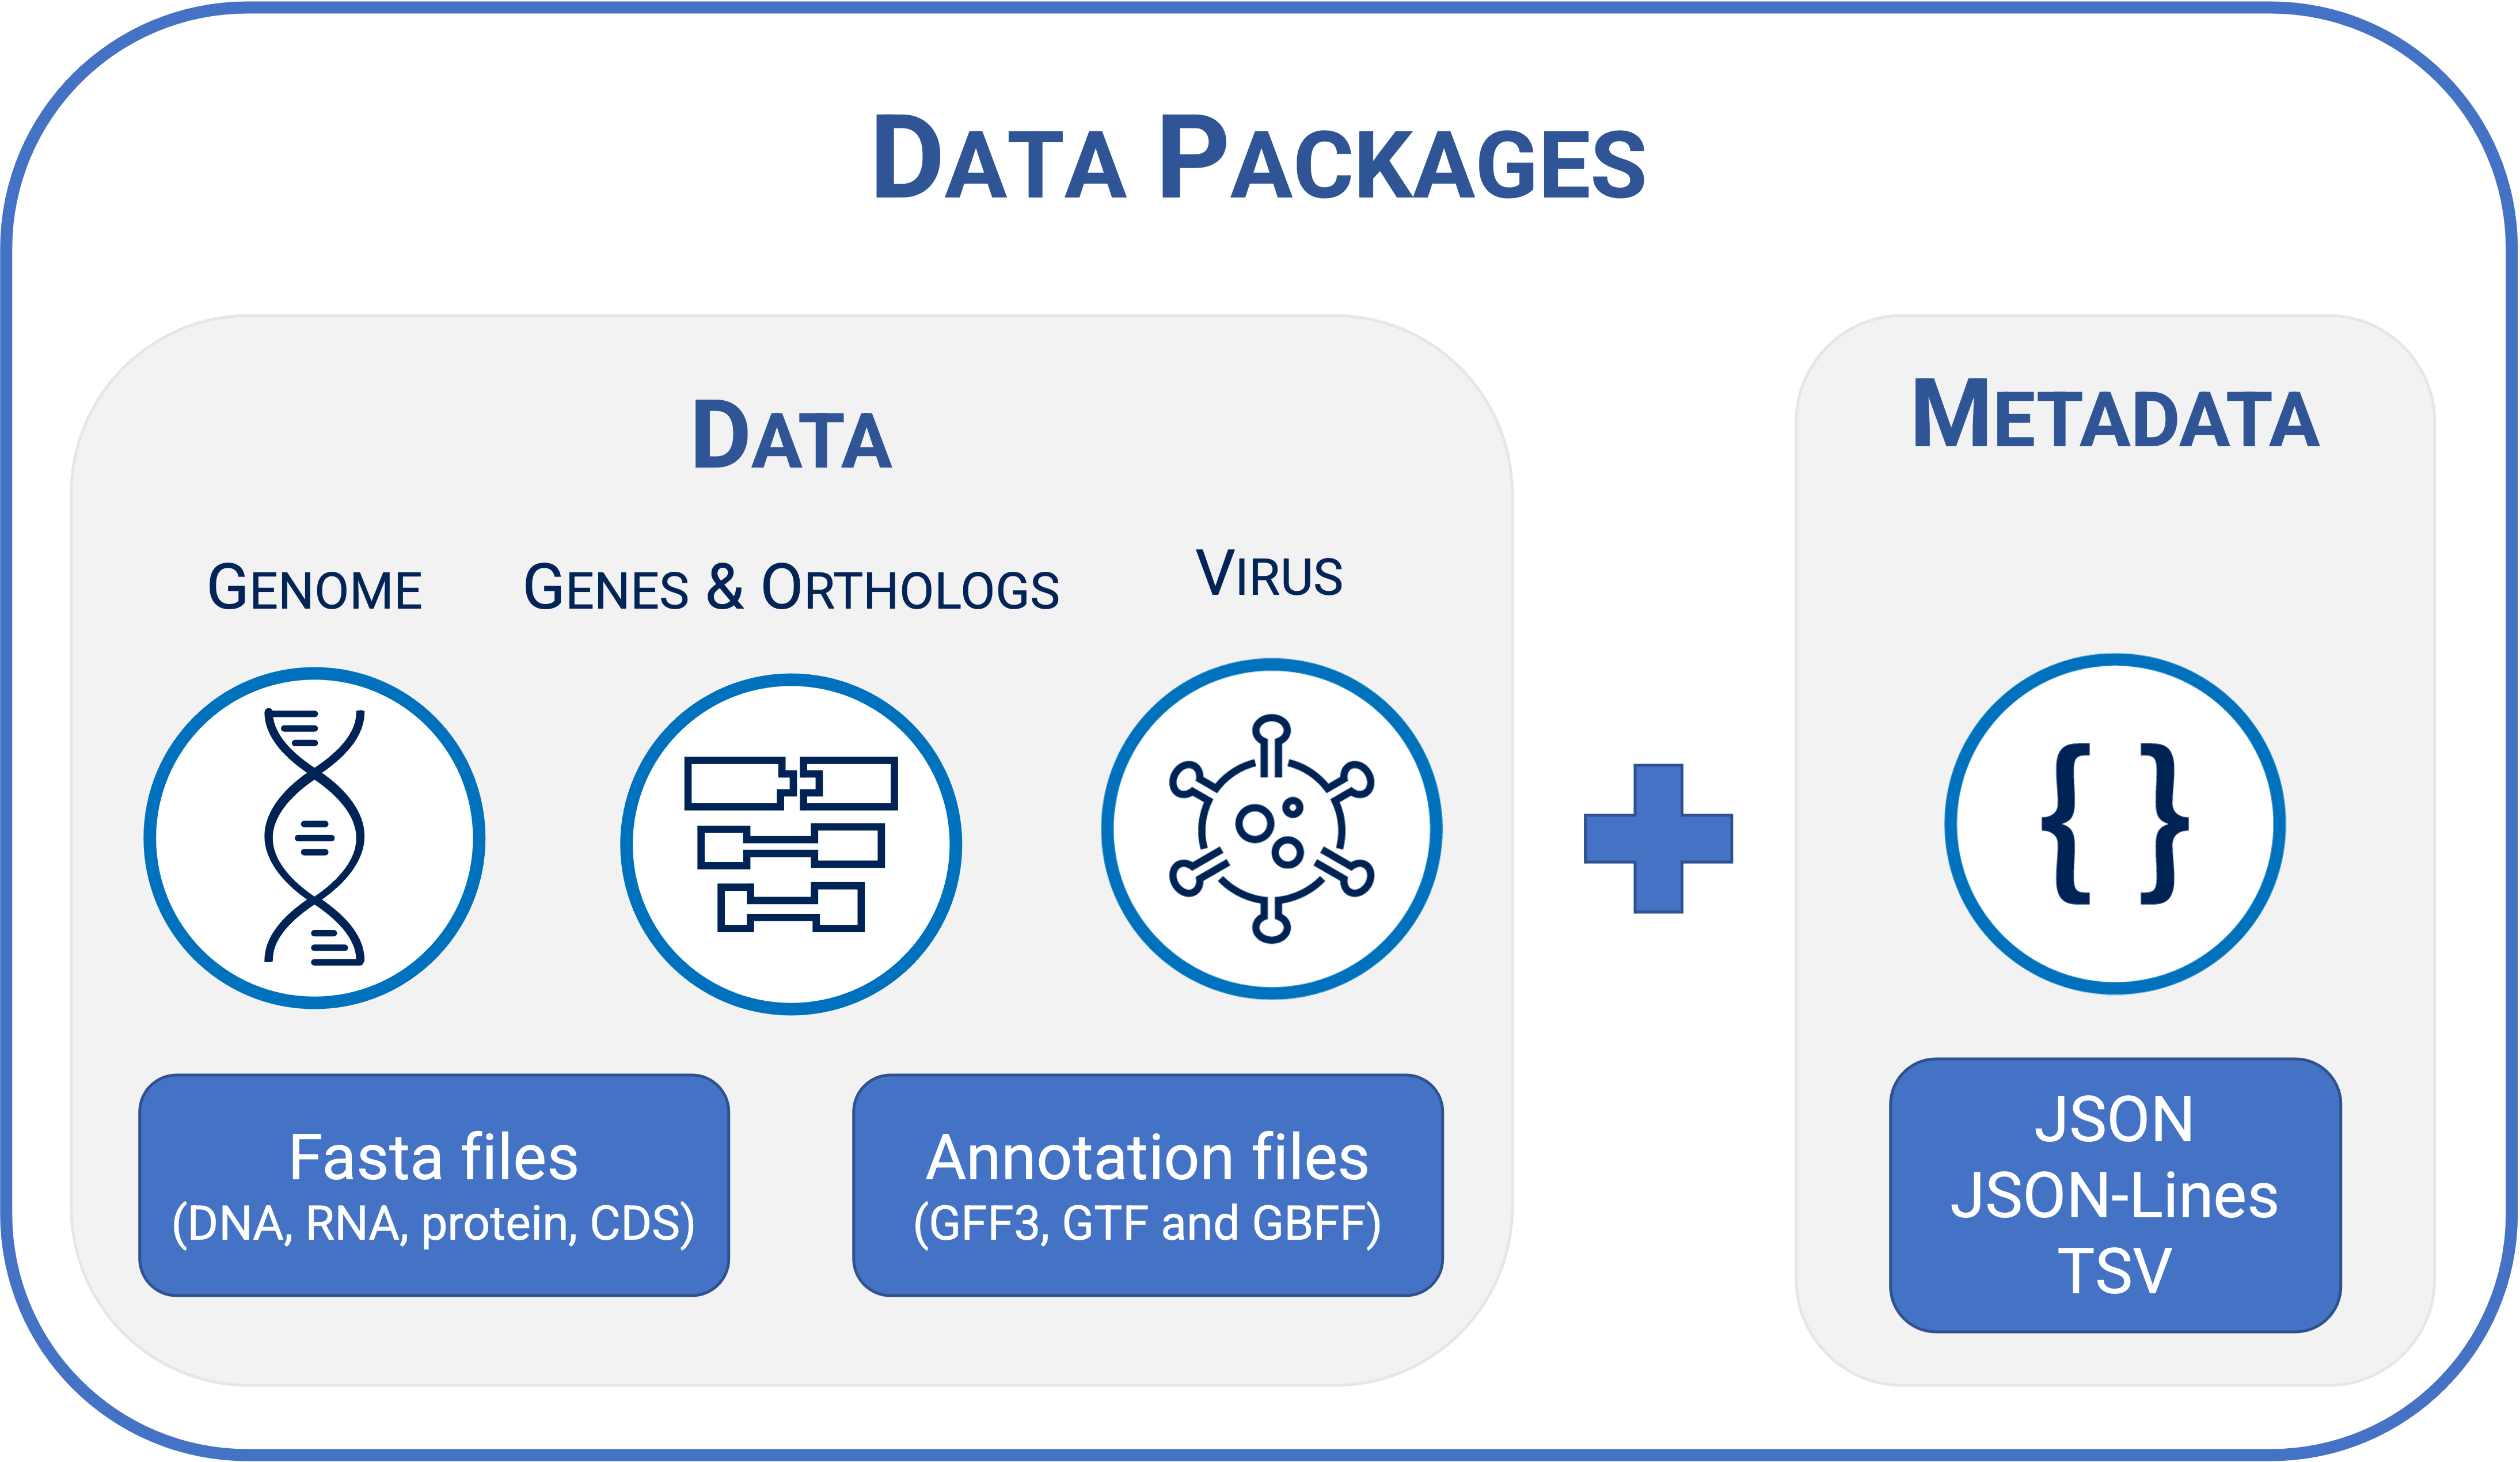 DATA PACKAGES
DATA
GENOME
GENES & ORTHOLOGS
VIRUS
Fasta files
(DNA, RNA, protein, CDS)
Annotation files
(GFF3, GTF and GBFF)
METADATA
{ }
JSON
JSON-Lines
TSV